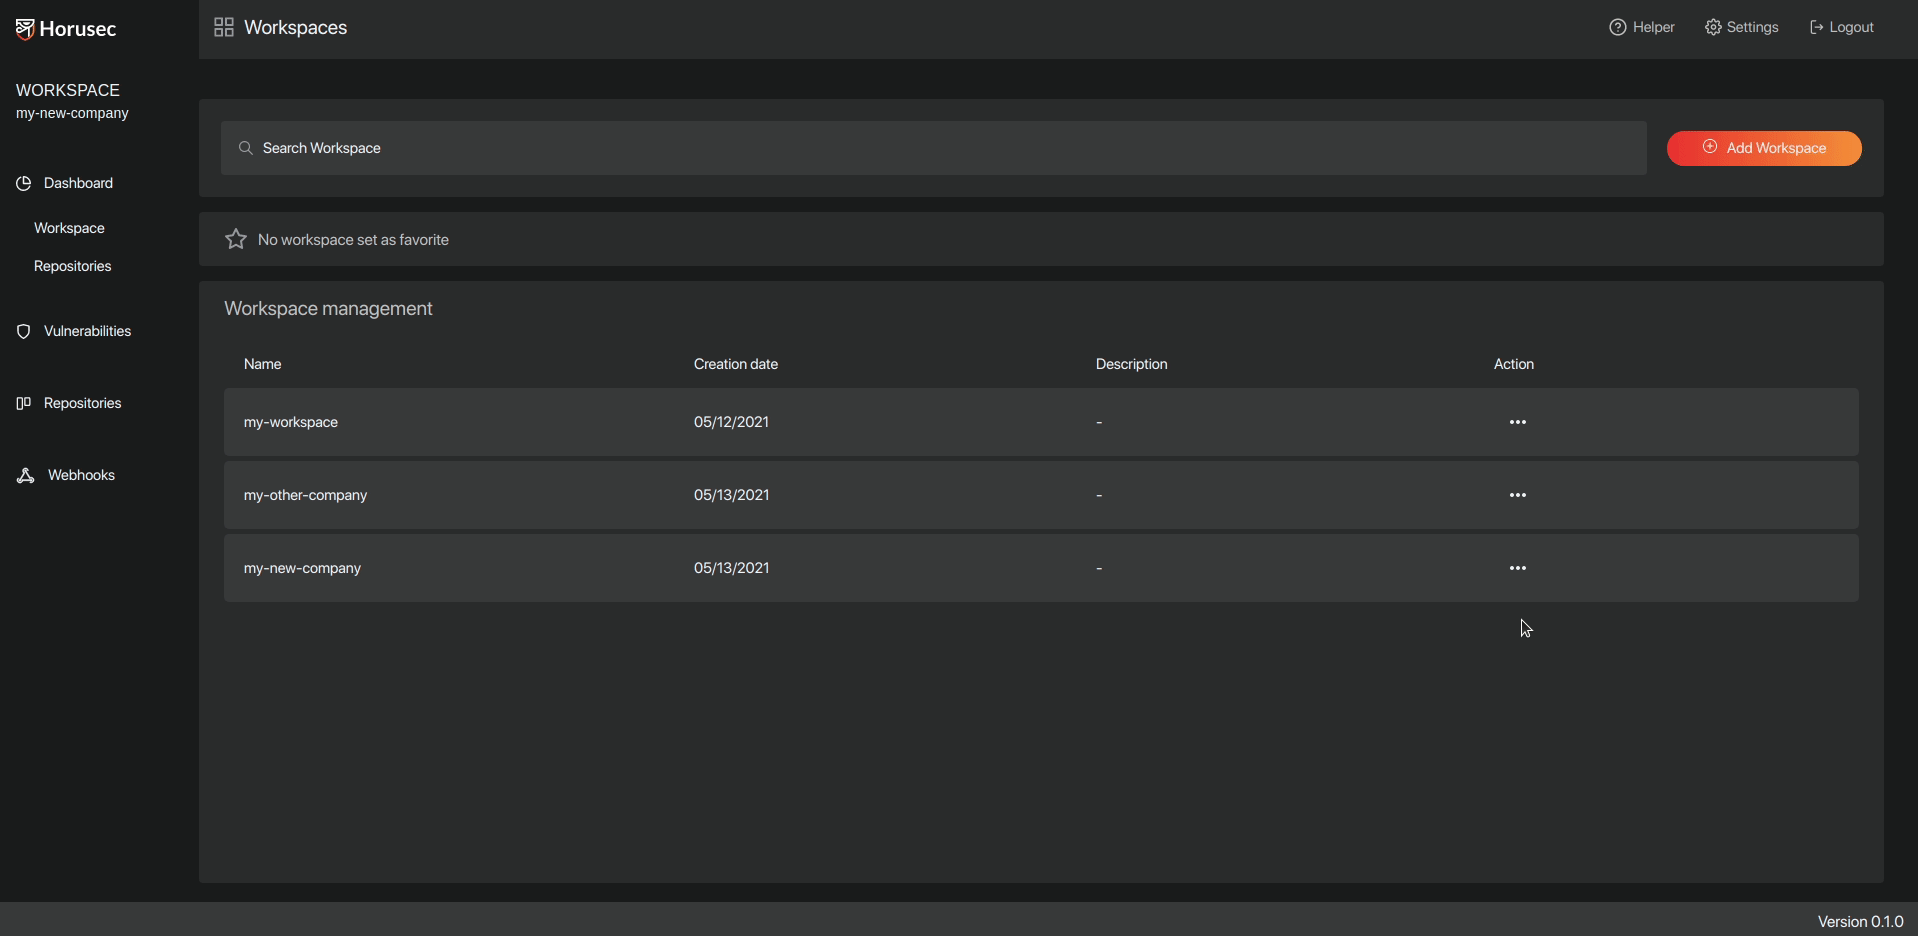 Horusec
Workspaces
Helper
Settings
Logout
WORKSPACE
my-new-company
Dashboard
Workspace
Repositories
Vulnerabilities
Repositories
Webhooks
Search Workspace
Add Workspace
No workspace set as favorite
Workspace management
Name Creation date Description Action
my-workspace 05/12/2021 - •••
my-other-company 05/13/2021 - •••
my-new-company 05/13/2021 - •••
Version 0.1.0